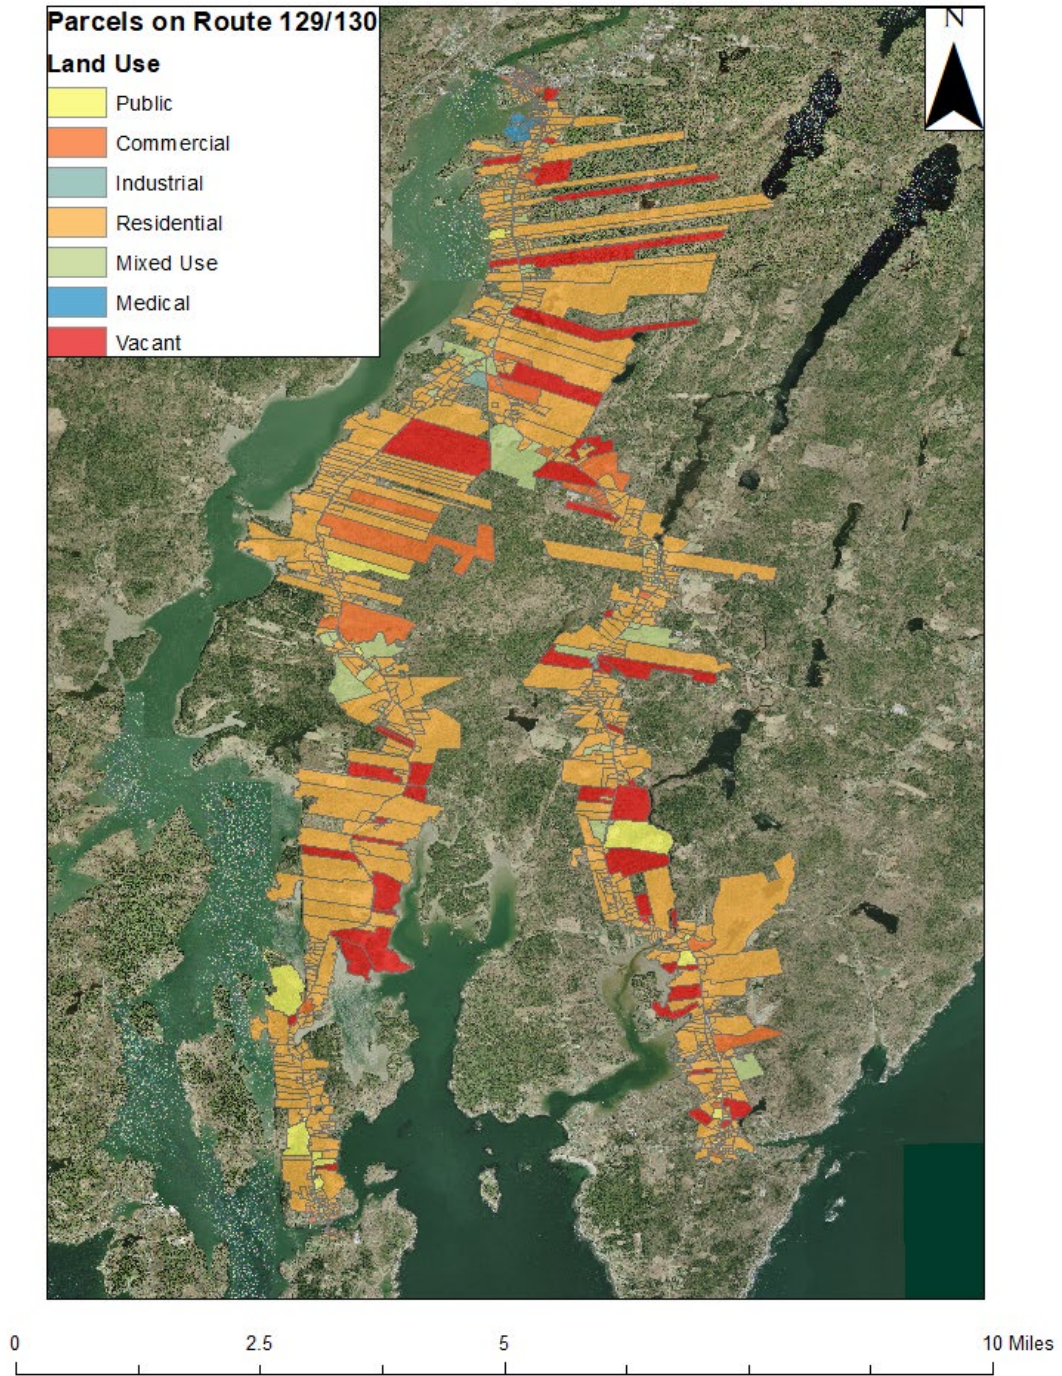 Parcels on Route 129/130
Land Use
Public
Commercial
Industrial
Residential
Mixed Use
Medical
Vacant
N
0 2.5 5 10 Miles